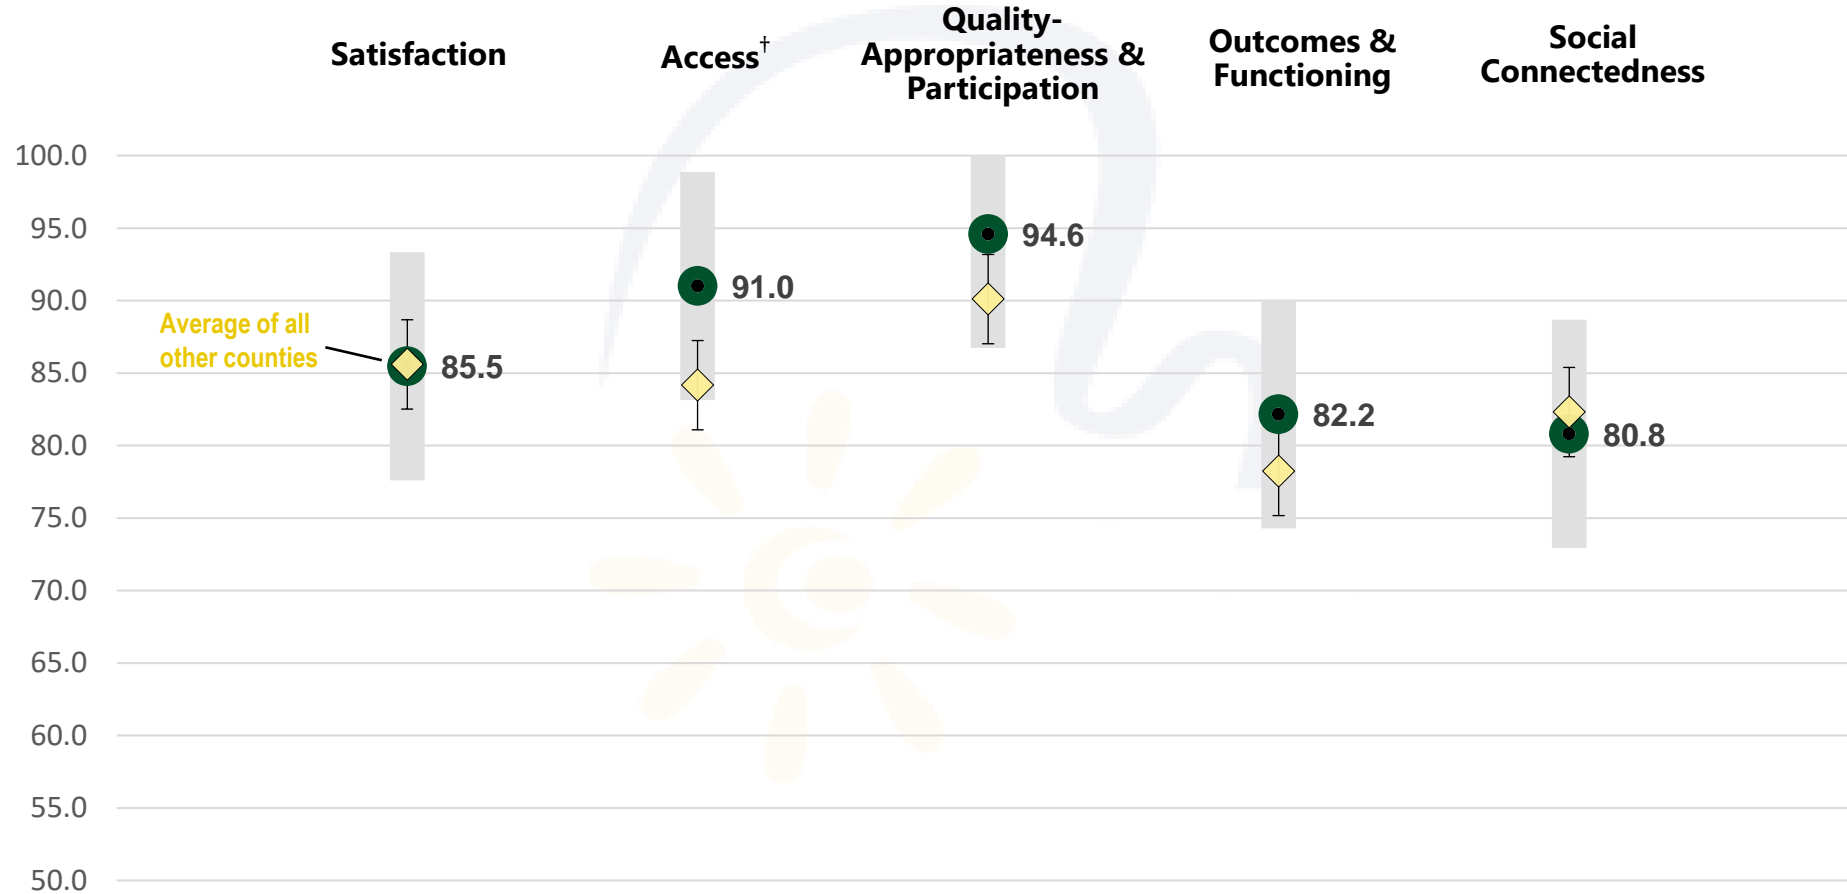 Satisfaction
Access†
Quality-
Appropriateness &
Participation
Outcomes &
Functioning
Social
Connectedness
100.0
95.0
90.0
85.0
80.0
75.0
70.0
65.0
60.0
55.0
50.0
Average of all
other counties
85.5
91.0
94.6
82.2
80.8